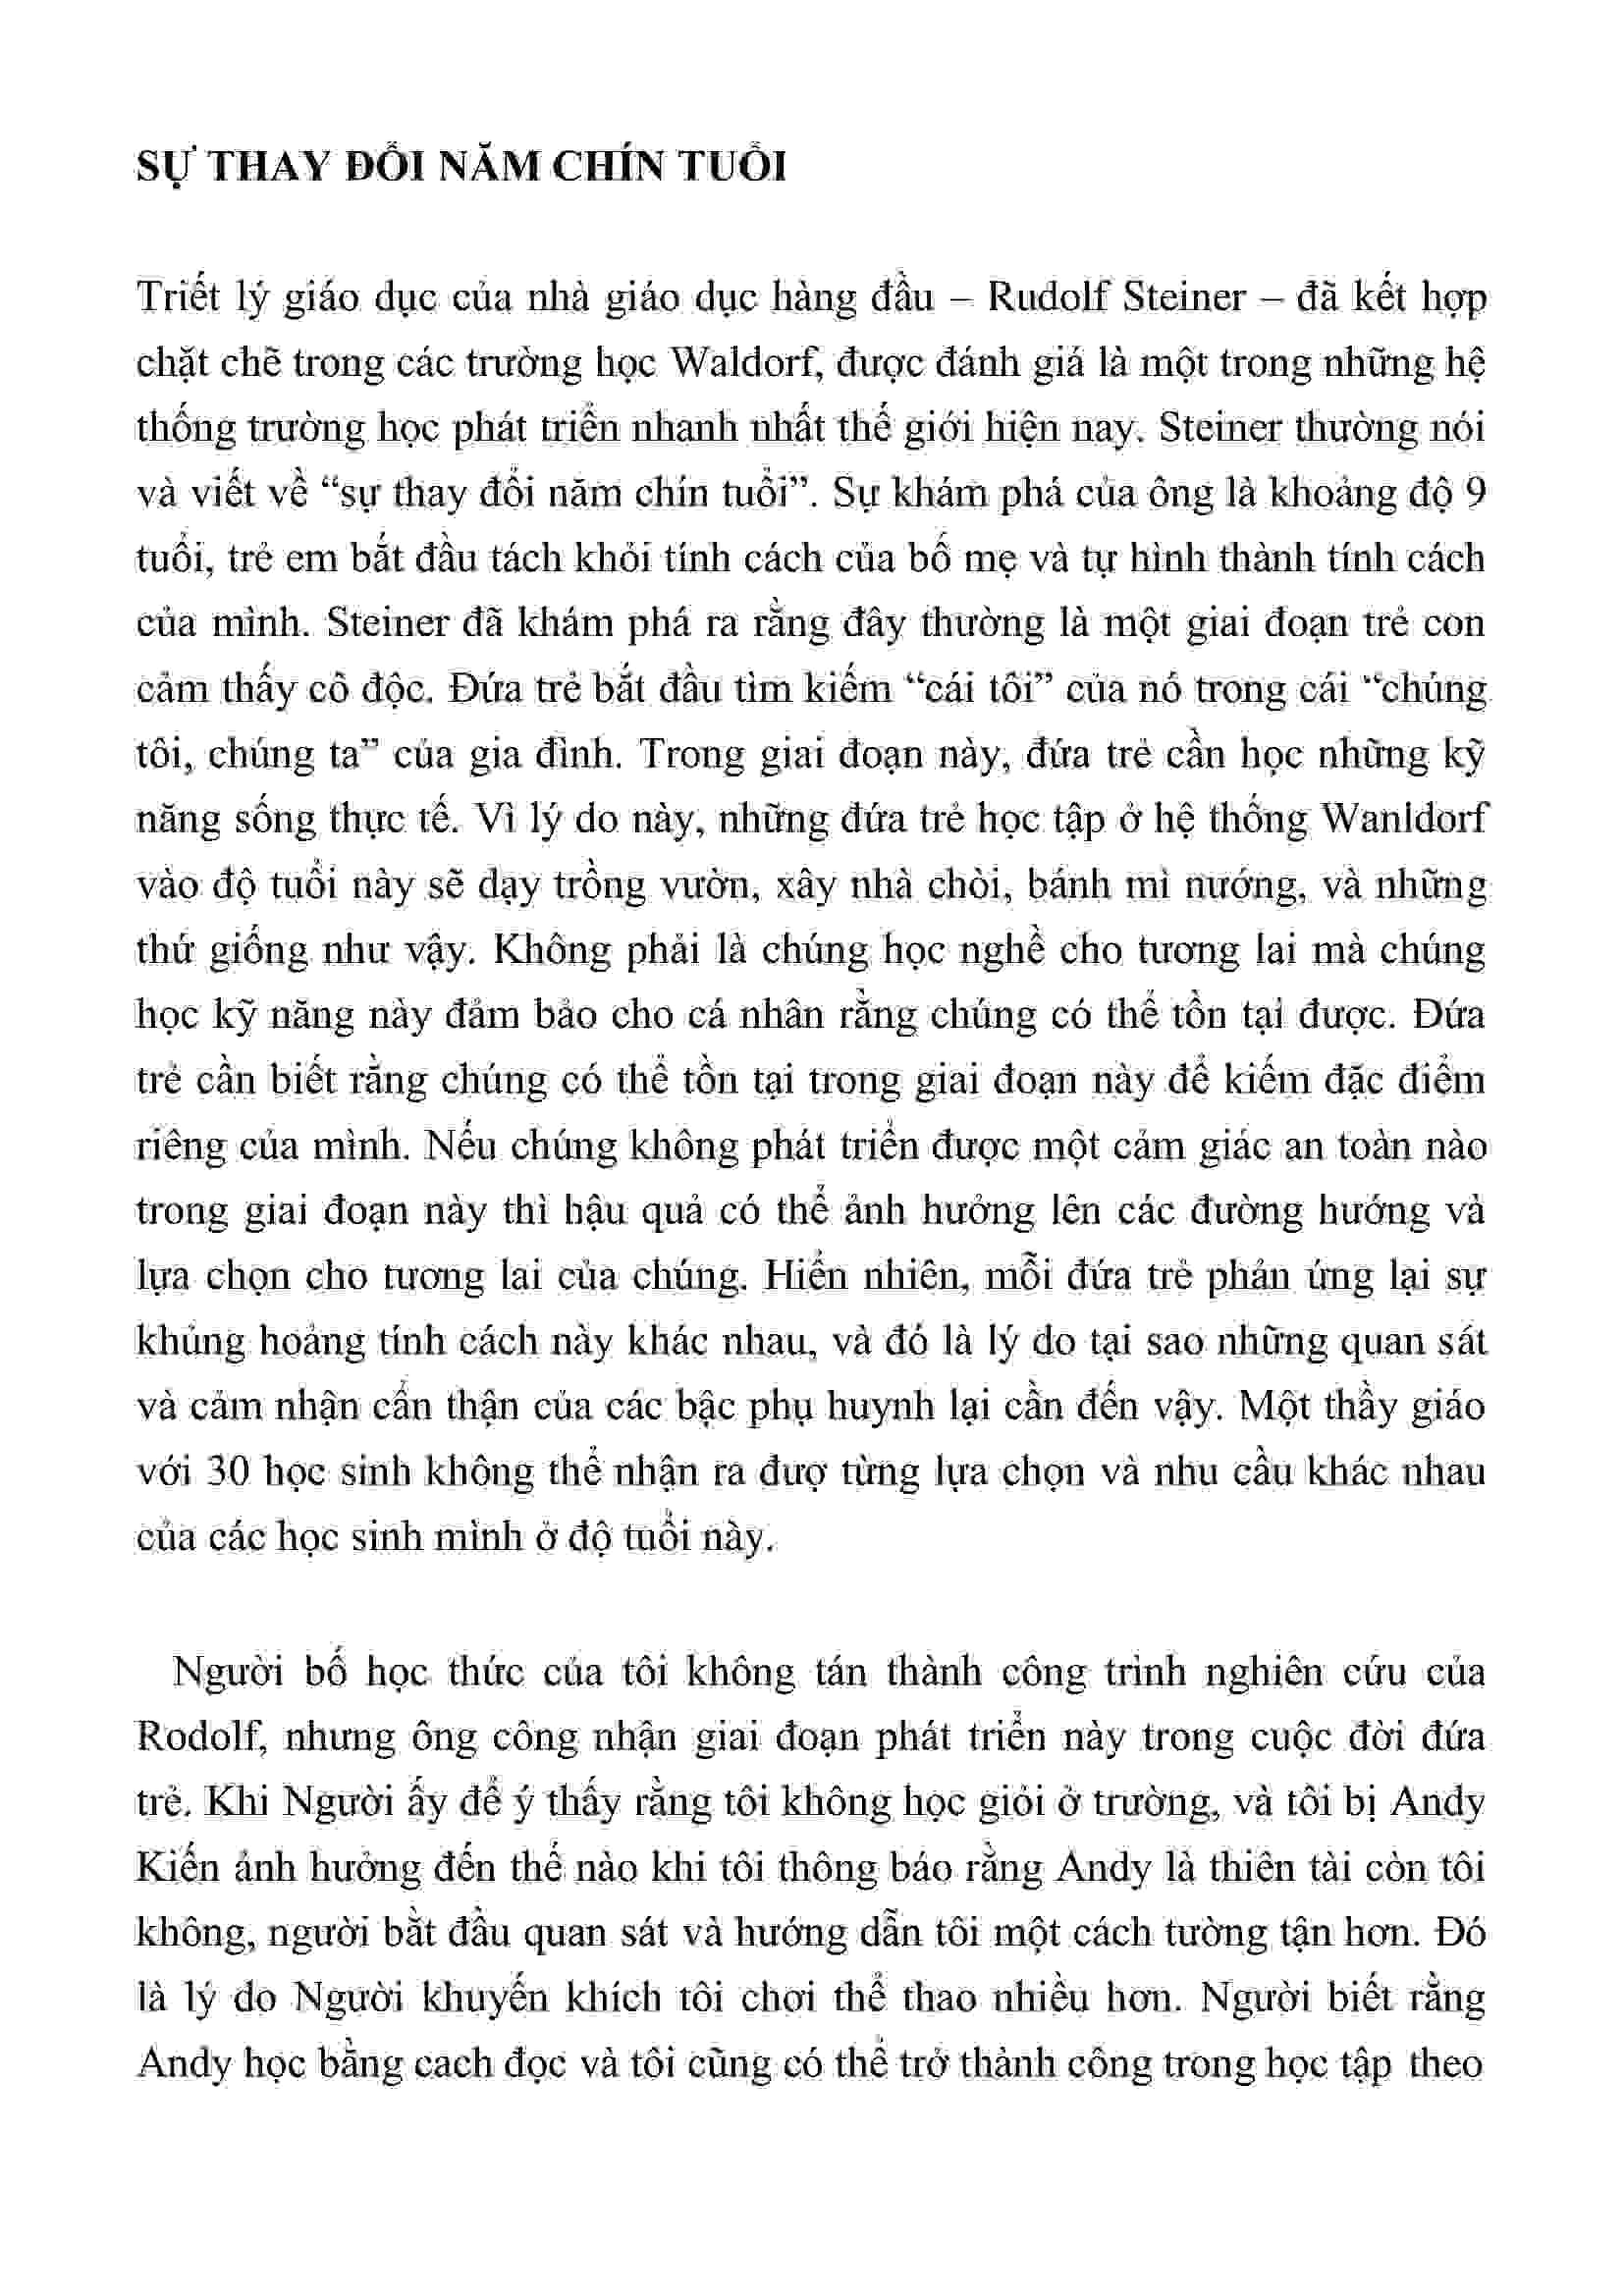 SỰ THAY ĐỔI NĂM CHÍN TUỔI
Triết lý giáo dục của nhà giáo dục hàng đầu – Rudolf Steiner – đã kết hợp
chặt chẽ trong các trường học Waldorf, được đánh giá là một trong những hệ
thống trường học phát triển nhanh nhất thế giới hiện nay. Steiner thường nói
và viết về “sự thay đổi năm chín tuổi”. Sự khám phá của ông là khoảng độ 9
tuổi, trẻ em bắt đầu tách khỏi tính cách của bố mẹ và tự hình thành tính cách
của mình. Steiner đã khám phá ra rằng đây thường là một giai đoạn trẻ con
cảm thấy cô độc. Đứa trẻ bắt đầu tìm kiếm “cái tôi” của nó trong cái “chúng
tôi, chúng ta” của gia đình. Trong giai đoạn này, đứa trẻ cần học những kỹ
năng sống thực tế. Vì lý do này, những đứa trẻ học tập ở hệ thống Wanldorf
vào độ tuổi này sẽ dạy trồng vườn, xây nhà chòi, bánh mì nướng, và những
thứ giống như vậy. Không phải là chúng học nghề cho tương lai mà chúng
học kỹ năng này đảm bảo cho cá nhân rằng chúng có thể tồn tại được. Đứa
trẻ cần biết rằng chúng có thể tồn tại trong giai đoạn này để kiếm đặc điểm
riêng của mình. Nếu chúng không phát triển được một cảm giác an toàn nào
trong giai đoạn này thì hậu quả có thể ảnh hưởng lên các đường hướng và
lựa chọn cho tương lai của chúng. Hiển nhiên, mỗi đứa trẻ phản ứng lại sự
khủng hoảng tính cách này khác nhau, và đó là lý do tại sao những quan sát
và cảm nhận cẩn thận của các bậc phụ huynh lại cần đến vậy. Một thầy giáo
với 30 học sinh không thể nhận ra đượ từng lựa chọn và nhu cầu khác nhau
của các học sinh mình ở độ tuổi này.
Người bố học thức của tôi không tán thành công trình nghiên cứu của
Rodolf, nhưng ông công nhận giai đoạn phát triển này trong cuộc đời đứa
trẻ. Khi Người ấy để ý thấy rằng tôi không học giỏi ở trường, và tôi bị Andy
Kiến ảnh hưởng đến thế nào khi tôi thông báo rằng Andy là thiên tài còn tôi
không, người bằt đầu quan sát và hướng dẫn tôi một cách tường tận hơn. Đó
là lý do Người khuyến khích tôi chơi thể thao nhiều hơn. Người biết rằng
Andy học bằng cach đọc và tôi cũng có thể trở thành công trong học tập theo